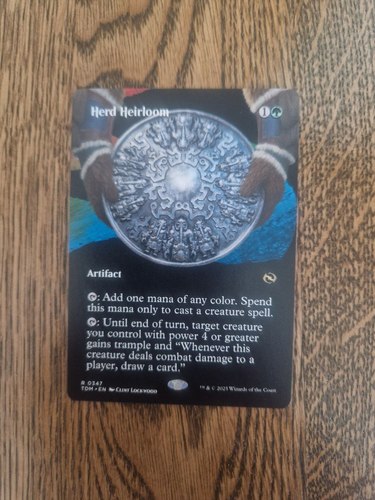 Herd Heirloom 1
Artifact
: Add one mana of any color. Spend
this mana only to cast a creature spell.
: Until end of turn, target creature
you control with power 4 or greater
gains trample and “Whenever this
creature deals combat damage to a
player, draw a card.”
R 0347
TDM • EN Clint Lockwood
™ & © 2025 Wizards of the Coast